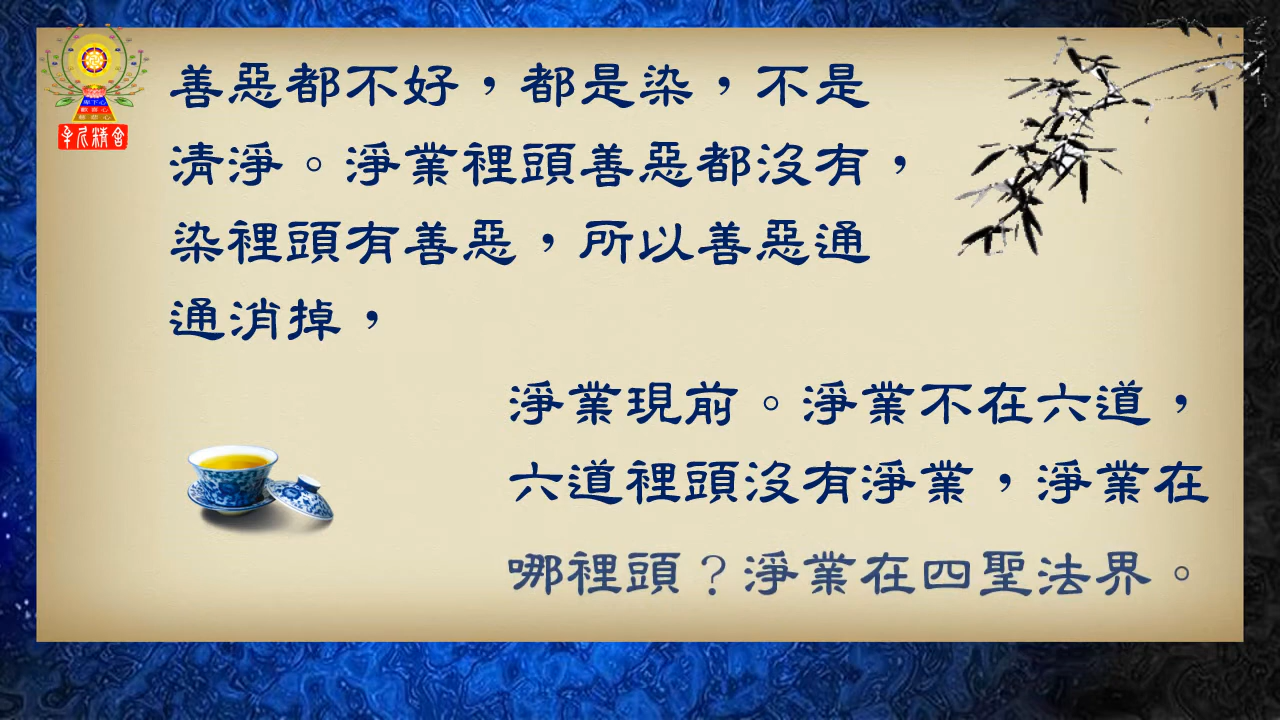 善惡都不好，都是染，不是
清淨。淨業裡頭善惡都沒有，
染裡頭有善惡，所以善惡通
通消掉，
淨業現前。淨業不在六道，
六道裡頭沒有淨業，淨業在
哪裡頭？淨業在四聖法界。